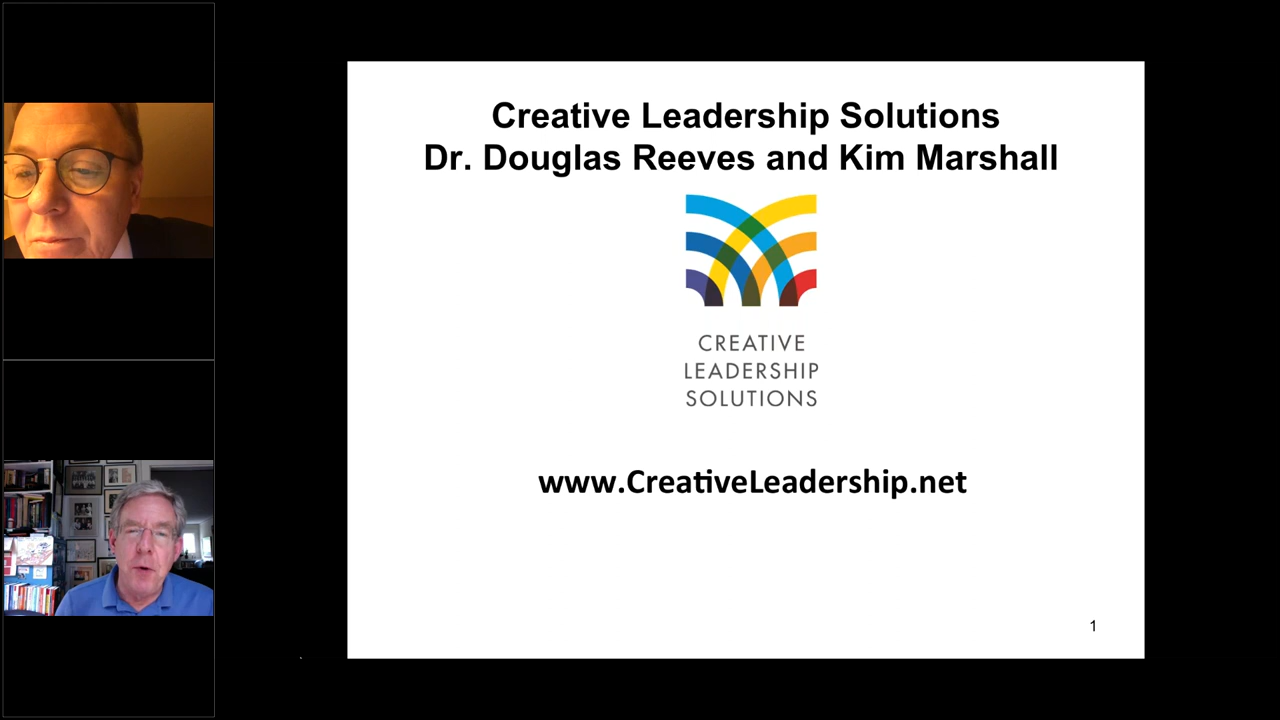 Creative Leadership Solutions
Dr. Douglas Reeves and Kim Marshall
CREATIVE
LEADERSHIP
SOLUTIONS
www.CreativeLeadership.net
1